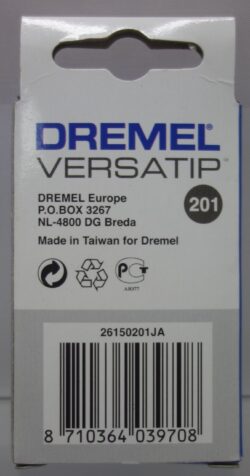 DREMEL®
VERSATIP™
DREMEL Europe
P.O.BOX 3267
NL-4800 DG Breda
201
Made in Taiwan for Dremel
26150201JA
8 710364 039708